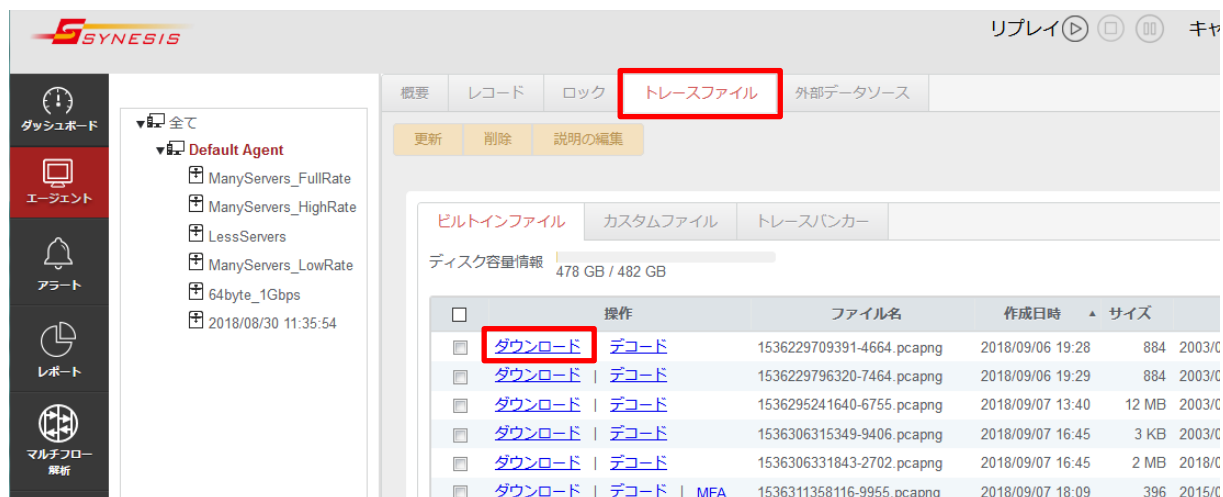 SYNESIS
リプレイ
キャ
概要 レコード ロック トレースファイル 外部データソース
ダッシュボード
エージェント
アラート
レポート
マルチフロー
解析
全て
Default Agent
ManyServers_FullRate
ManyServers_HighRate
LessServers
ManyServers_LowRate
64byte_1Gbps
2018/08/30 11:35:54
更新 削除 説明の編集
ビルトインファイル カスタムファイル トレースバンカー
ディスク容量情報 478 GB / 482 GB
操作 ファイル名 作成日時 サイズ
ダウンロード デコード 1536229709391-4664.pcapng 2018/09/06 19:28 884 2003/0
ダウンロード | デコード 1536229796320-7464.pcapng 2018/09/06 19:29 884 2003/0
ダウンロード | デコード 1536295241640-6755.pcapng 2018/09/07 13:40 12 MB 2003/0
ダウンロード | デコード 1536306315349-9406.pcapng 2018/09/07 16:45 3 KB 2003/0
ダウンロード | デコード 1536306331843-2702.pcapng 2018/09/07 16:45 2 MB 2018/0
ダウンロード | デコード | MFA 1536311358116-9955.pcapng 2018/09/07 18:09 396 2015/0